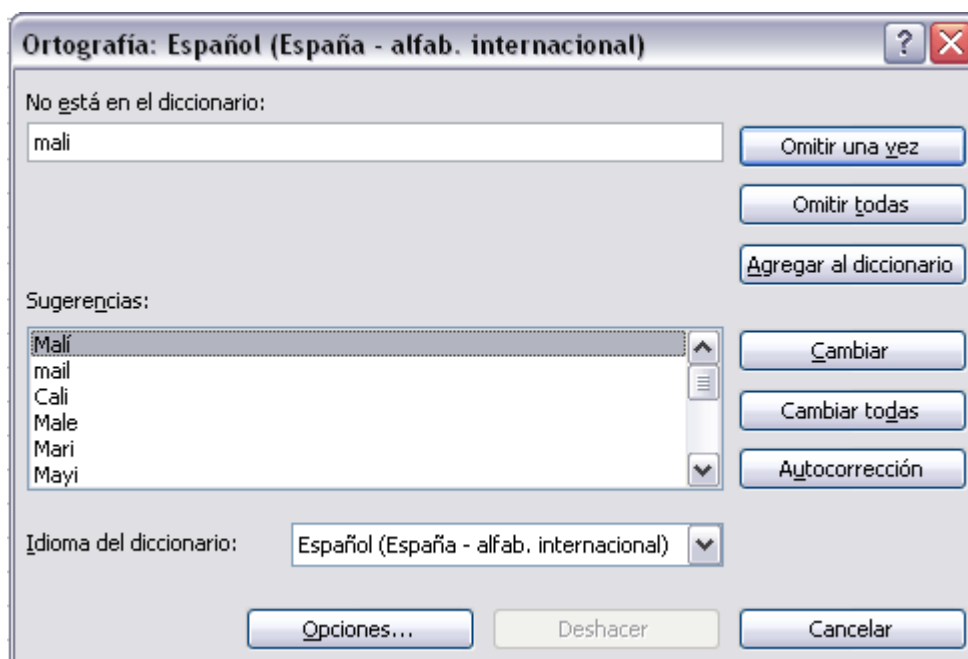 Ortografía: Español (España - alfab. internacional)
No está en el diccionario:
mali
Omitir una vez
Omitir todas
Agregar al diccionario
Sugerencias:
Malí
mail
Cali
Male
Mari
Mayi
Cambiar
Cambiar todas
Autocorrección
Idioma del diccionario:
Español (España - alfab. internacional)
Opciones...
Deshacer
Cancelar